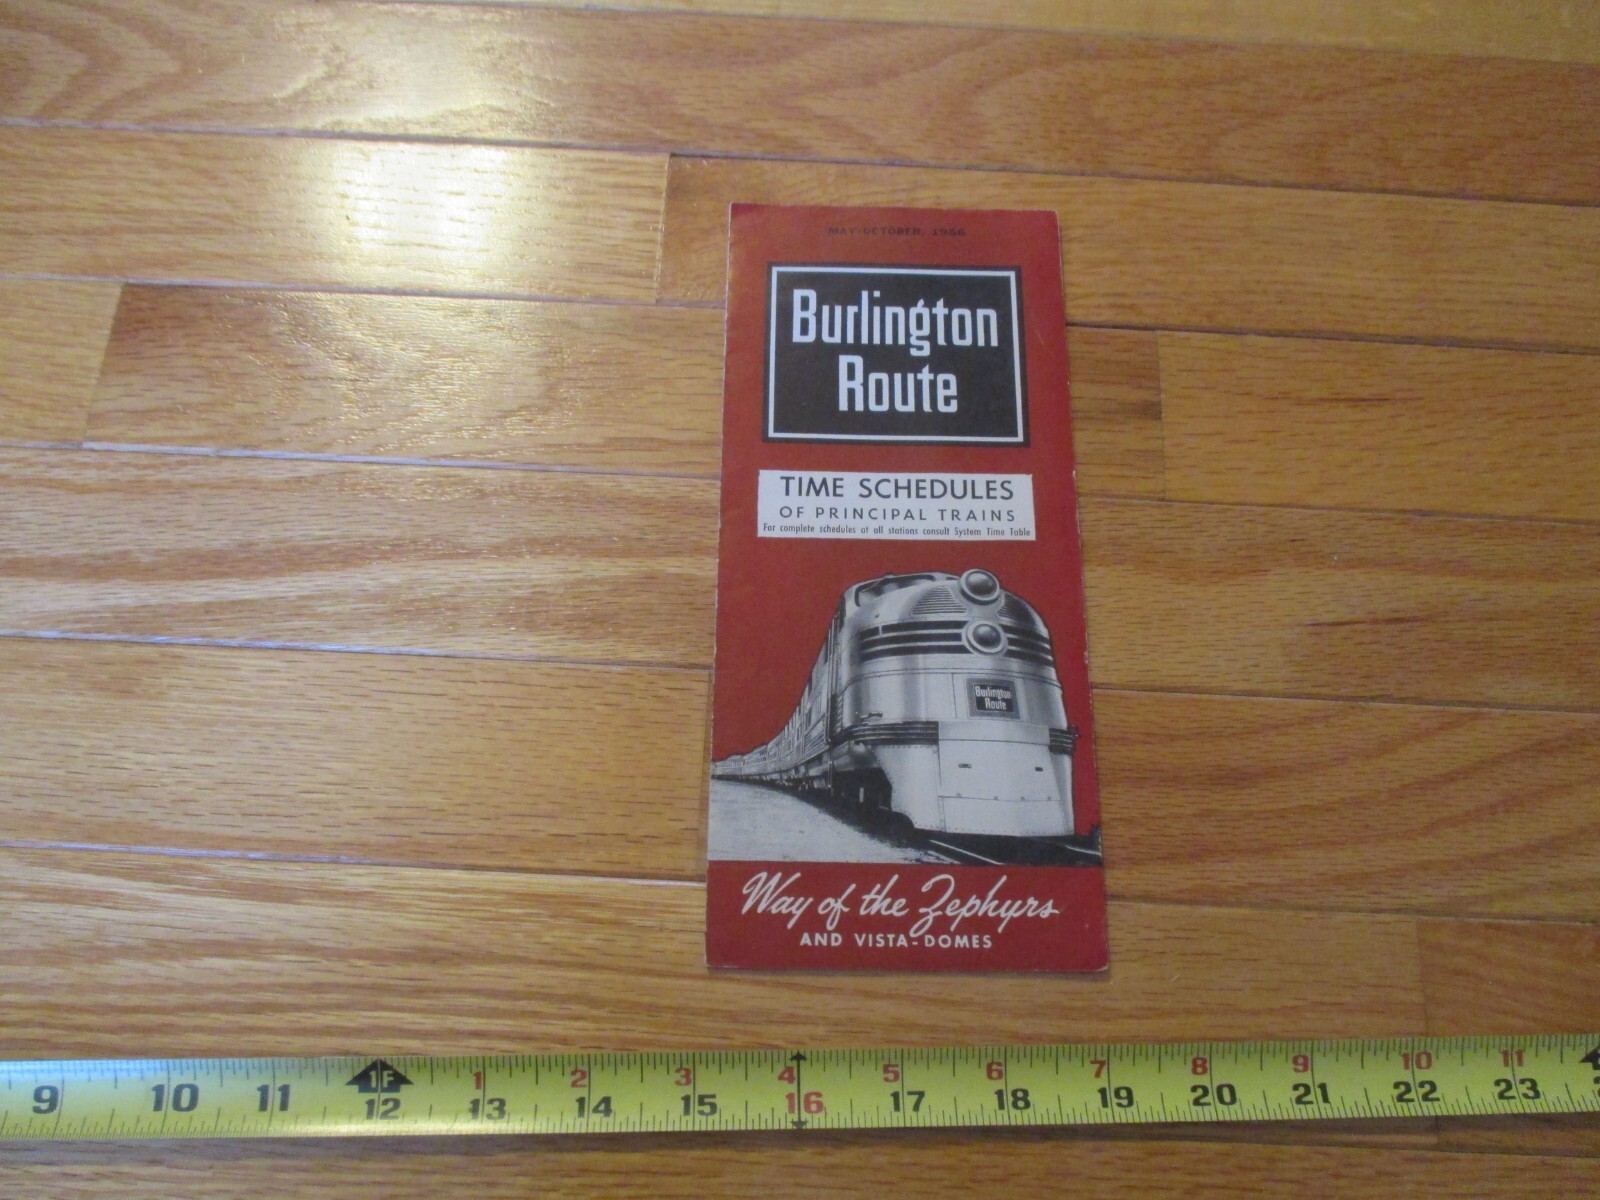 MAY-OCTOBER, 1956
Burlington
Route
TIME SCHEDULES
OF PRINCIPAL TRAINS
For complete schedules at all stations consult System Time Table
Burlington
Route
Way of the Zephyrs
AND VISTA-DOMES
1F 1 2 3 4 5 6 7 8 9 10 11
9 10 11 12 13 14 15 16 17 18 19 20 21 22 23